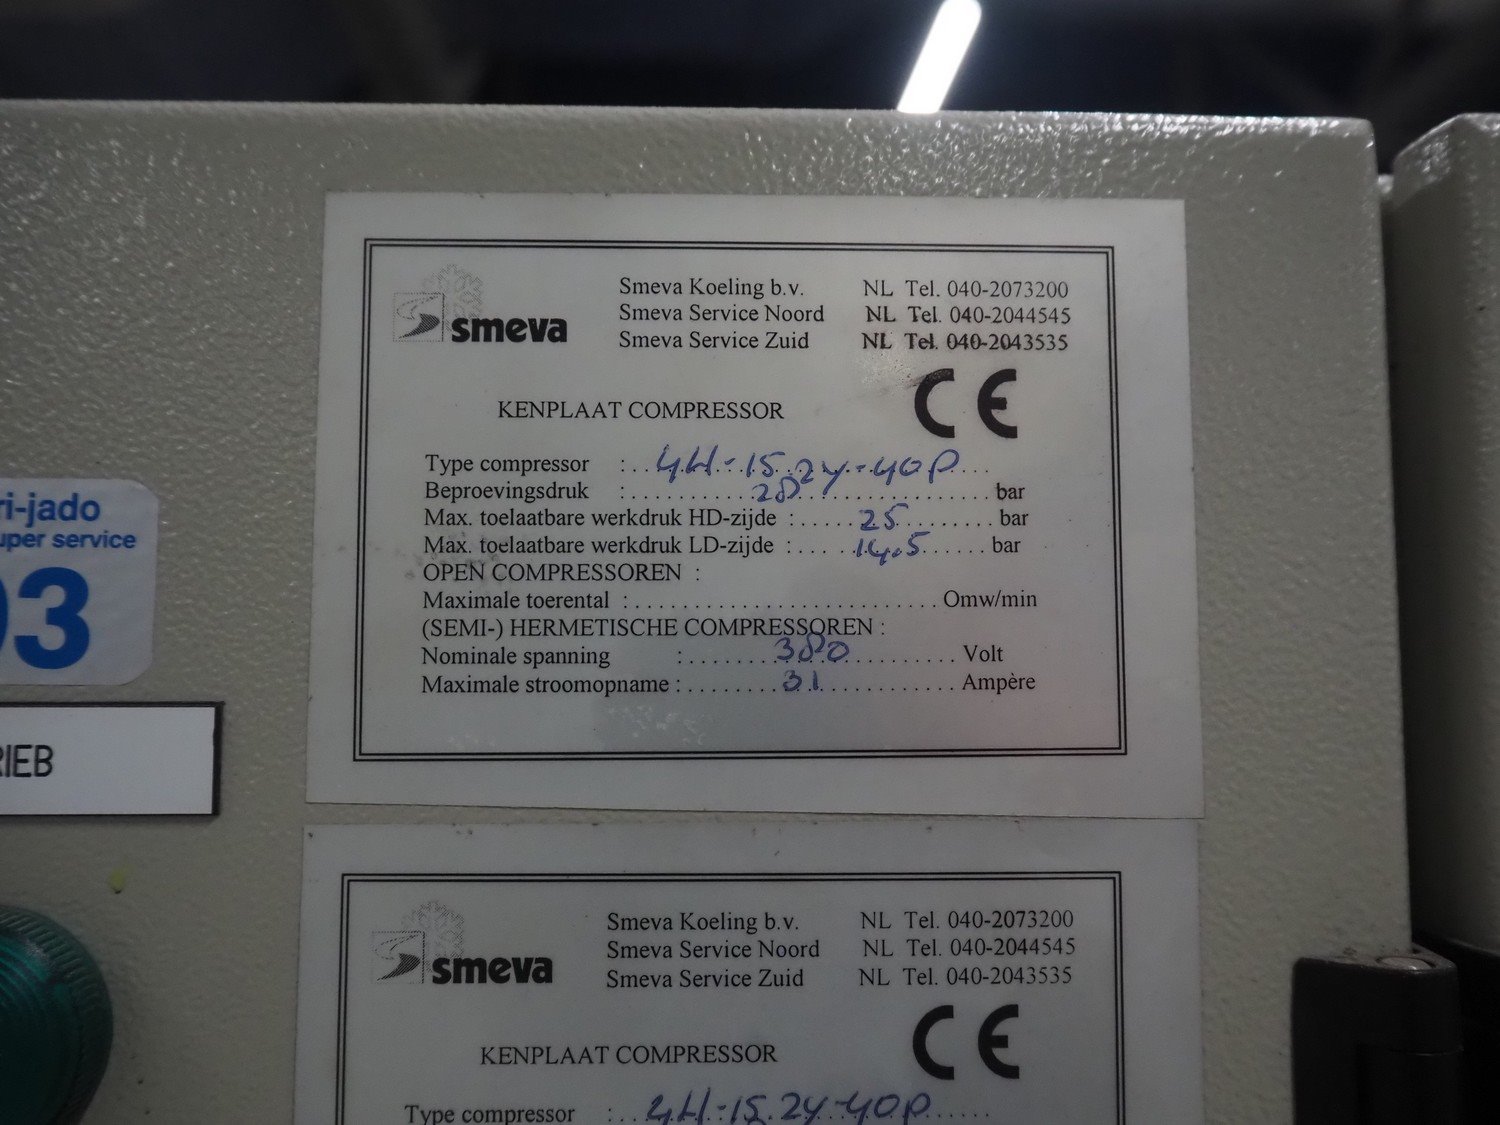 smeva
Smeva Koeling b.v. NL Tel. 040-2073200
Smeva Service Noord NL Tel. 040-2044545
Smeva Service Zuid NL Tel. 040-2043535
CE
KENPLAAT COMPRESSOR
Type compressor : 4H-15.2Y-40P
Beproevingsdruk : 28 bar
Max. toelaatbare werkdruk HD-zijde : 25 bar
Max. toelaatbare werkdruk LD-zijde : 14,5 bar
OPEN COMPRESSOREN :
Maximale toerental : Omw/min
(SEMI-) HERMETISCHE COMPRESSOREN :
Nominale spanning : 380 Volt
Maximale stroomopname : 31 Ampère
ri-jado
uper service
93
RIEB
smeva
Smeva Koeling b.v. NL Tel. 040-2073200
Smeva Service Noord NL Tel. 040-2044545
Smeva Service Zuid NL Tel. 040-2043535
CE
KENPLAAT COMPRESSOR
Type compressor : 4H-15.2Y-40P